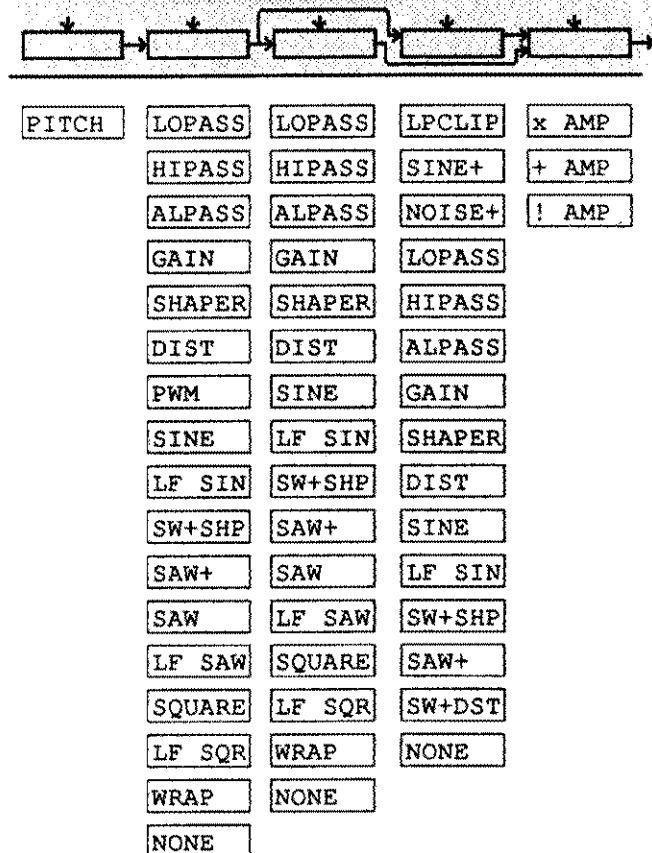 PITCH LOPASS LOPASS LPCLIP x AMP
HIPASS HIPASS SINE+ + AMP
ALPASS ALPASS NOISE+ ! AMP
GAIN GAIN LOPASS
SHAPER SHAPER HIPASS
DIST DIST ALPASS
PWM SINE GAIN
SINE LF SIN SHAPER
LF SIN SW+SHP DIST
SW+SHP SAW+ SINE
SAW+ SAW LF SIN
SAW LF SAW SW+SHP
LF SAW SQUARE SAW+
SQUARE LF SQR SW+DST
LF SQR WRAP NONE
WRAP NONE
NONE